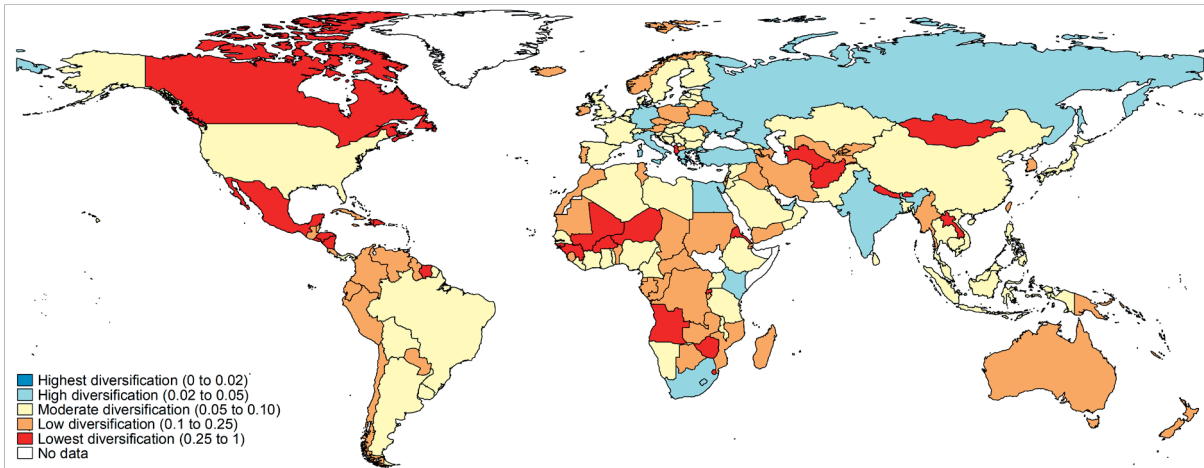 Highest diversification (0 to 0.02)
High diversification (0.02 to 0.05)
Moderate diversification (0.05 to 0.10)
Low diversification (0.1 to 0.25)
Lowest diversification (0.25 to 1)
No data